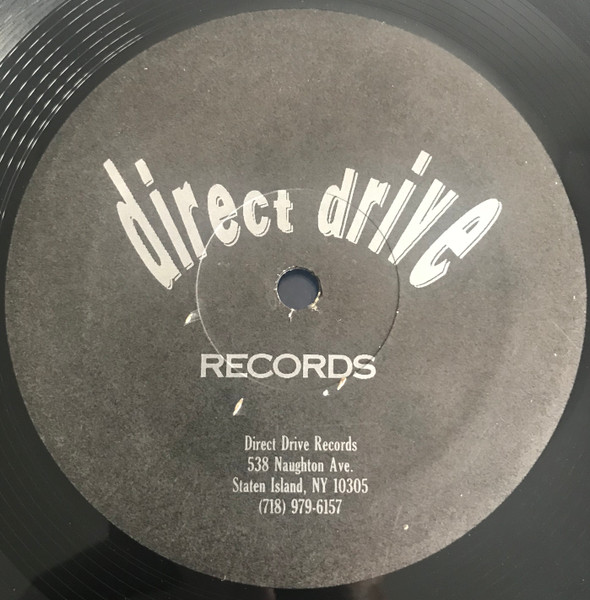 direct drive
RECORDS
Direct Drive Records
538 Naughton Ave.
Staten Island, NY 10305
(718) 979-6157